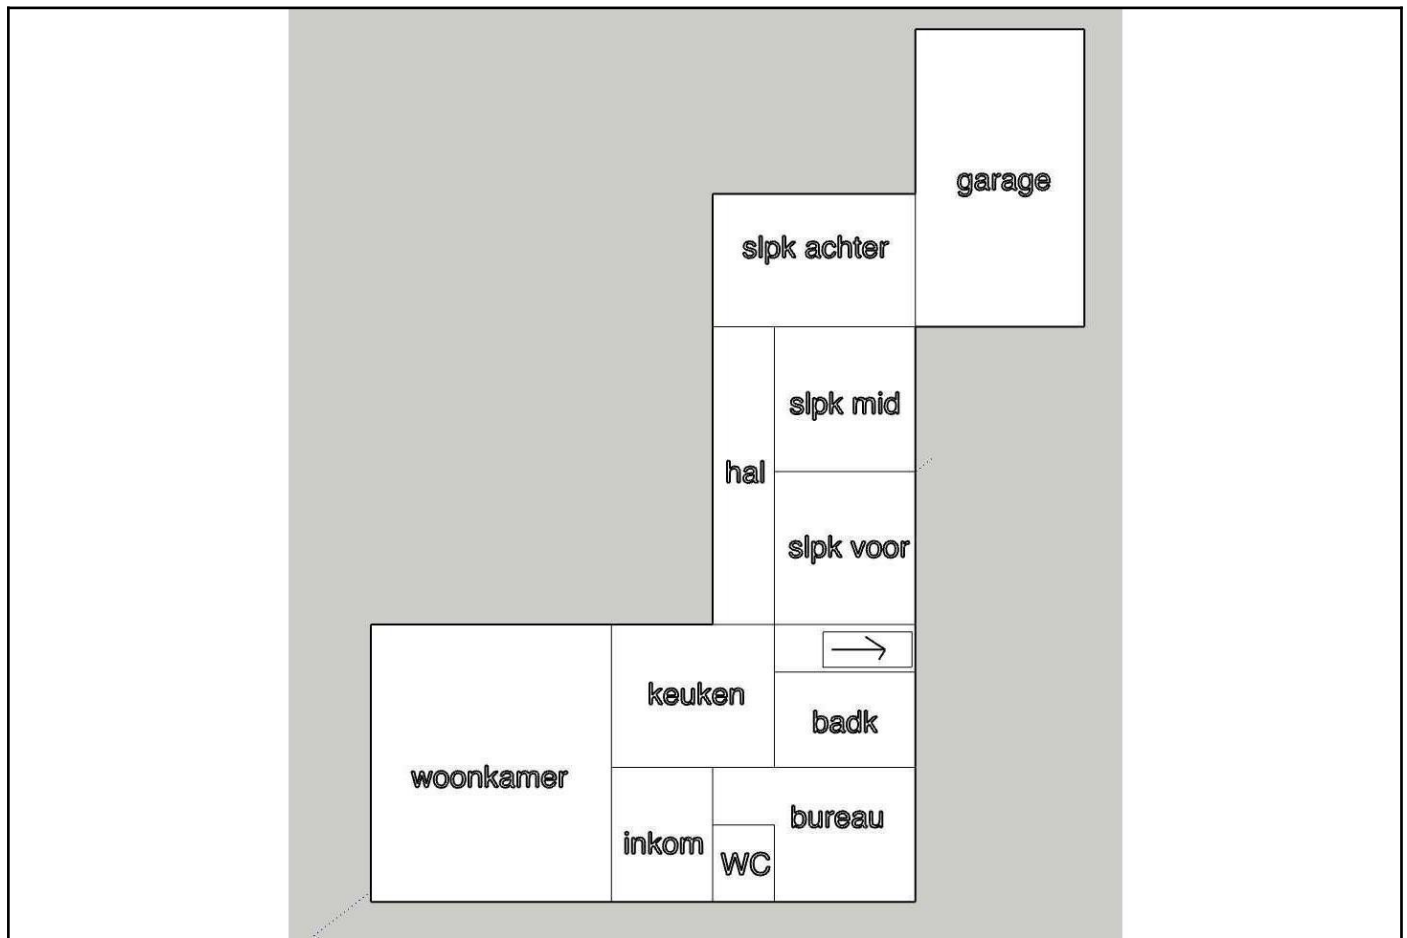 garage
slpk achter
slpk mid
hal
slpk voor
keuken
badk
woonkamer
bureau
inkom
WC